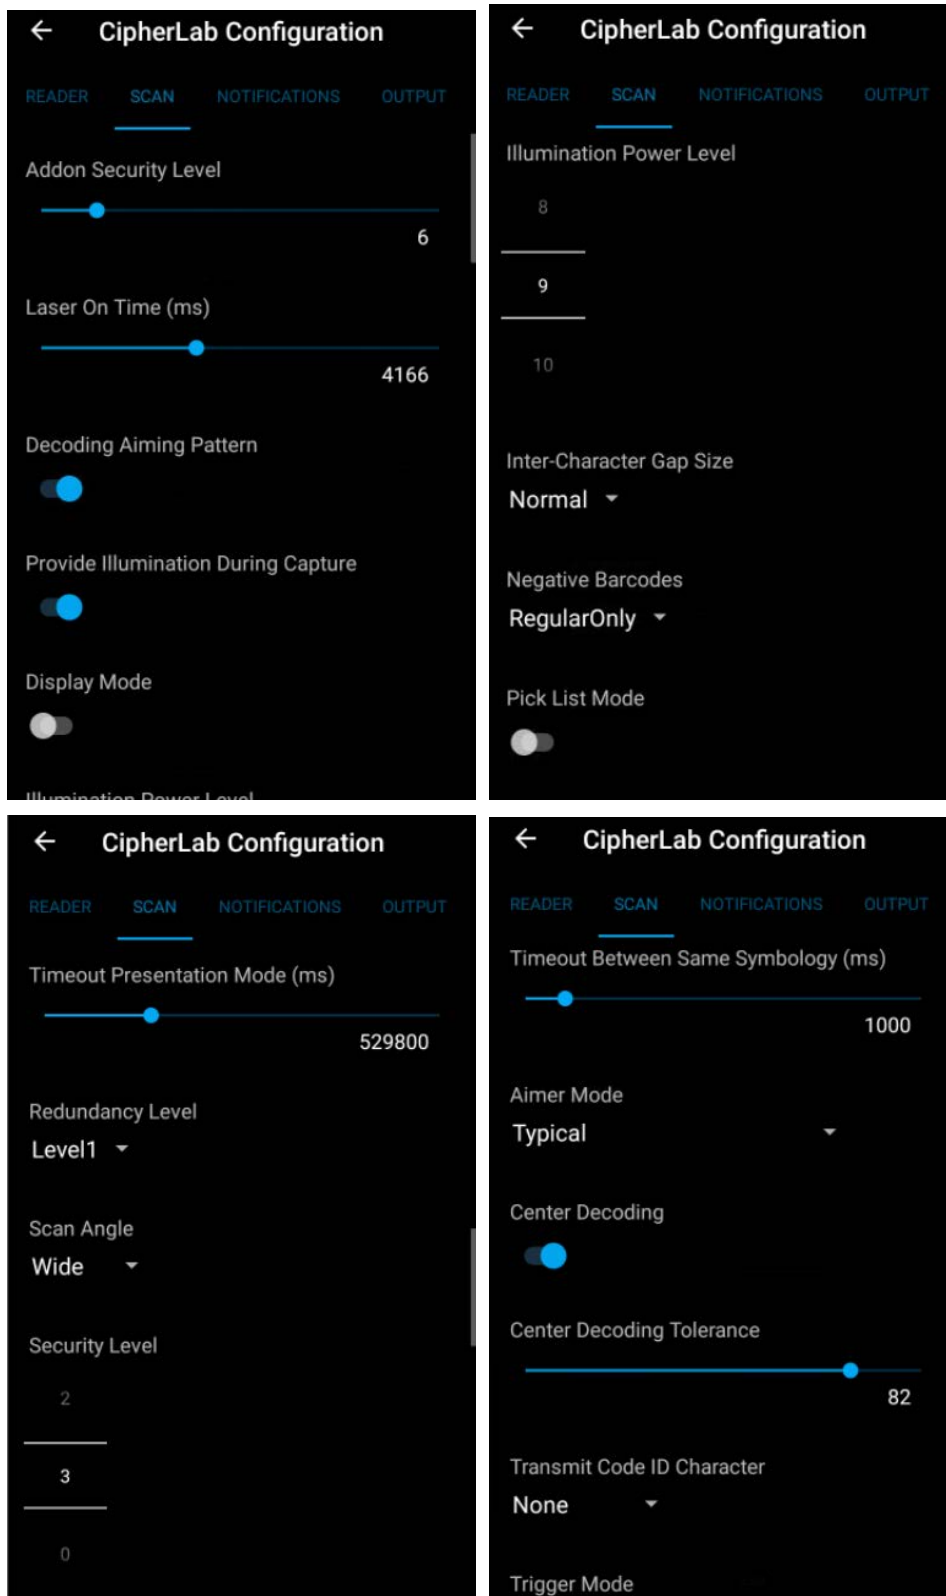 CipherLab Configuration
READER SCAN NOTIFICATIONS OUTPUT
Addon Security Level
6
Laser On Time (ms)
4166
Decoding Aiming Pattern
Provide Illumination During Capture
Display Mode
Illumination Power Level
CipherLab Configuration
READER SCAN NOTIFICATIONS OUTPUT
Illumination Power Level
8
9
10
Inter-Character Gap Size
Normal
Negative Barcodes
RegularOnly
Pick List Mode
CipherLab Configuration
READER SCAN NOTIFICATIONS OUTPUT
Timeout Presentation Mode (ms)
529800
Redundancy Level
Level1
Scan Angle
Wide
Security Level
2
3
0
CipherLab Configuration
READER SCAN NOTIFICATIONS OUTPUT
Timeout Between Same Symbology (ms)
1000
Aimer Mode
Typical
Center Decoding
Center Decoding Tolerance
82
Transmit Code ID Character
None
Trigger Mode